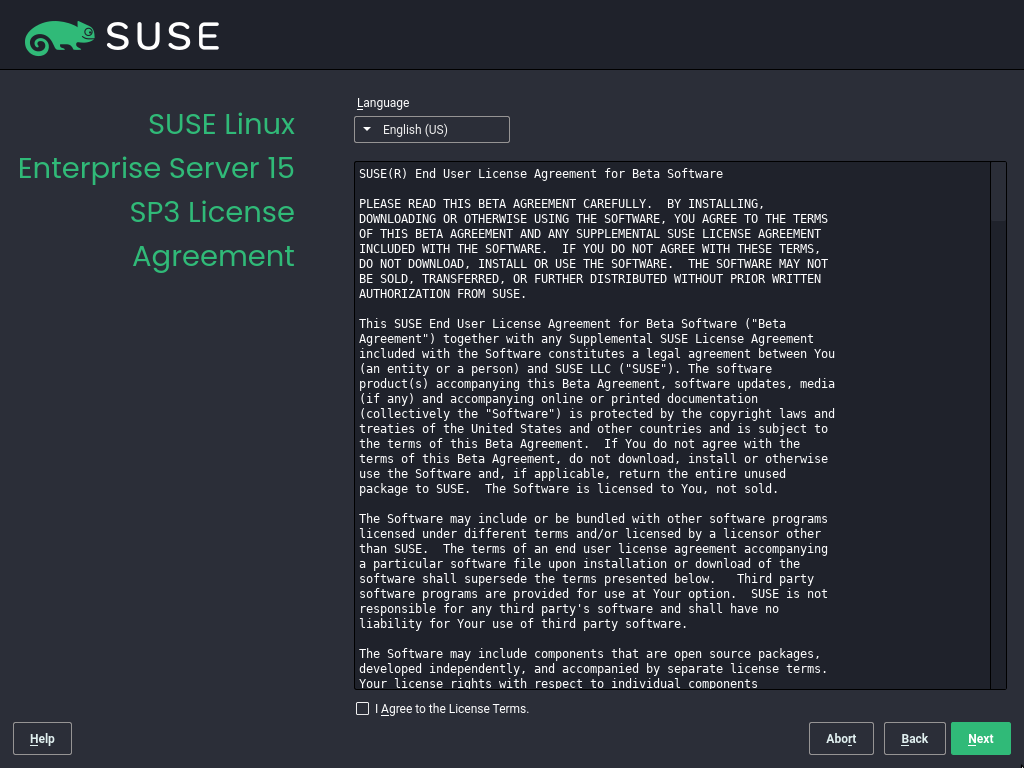 SUSE
SUSE Linux
Enterprise Server 15
SP3 License
Agreement
Language
English (US)
SUSE(R) End User License Agreement for Beta Software
PLEASE READ THIS BETA AGREEMENT CAREFULLY.  BY INSTALLING,
DOWNLOADING OR OTHERWISE USING THE SOFTWARE, YOU AGREE TO THE TERMS
OF THIS BETA AGREEMENT AND ANY SUPPLEMENTAL SUSE LICENSE AGREEMENT
INCLUDED WITH THE SOFTWARE.  IF YOU DO NOT AGREE WITH THESE TERMS,
DO NOT DOWNLOAD, INSTALL OR USE THE SOFTWARE.  THE SOFTWARE MAY NOT
BE SOLD, TRANSFERRED, OR FURTHER DISTRIBUTED WITHOUT PRIOR WRITTEN
AUTHORIZATION FROM SUSE.
This SUSE End User License Agreement for Beta Software ("Beta
Agreement") together with any Supplemental SUSE License Agreement
included with the Software constitutes a legal agreement between You
(an entity or a person) and SUSE LLC ("SUSE"). The software
product(s) accompanying this Beta Agreement, software updates, media
(if any) and accompanying online or printed documentation
(collectively the "Software") is protected by the copyright laws and
treaties of the United States and other countries and is subject to
the terms of this Beta Agreement.  If You do not agree with the
terms of this Beta Agreement, do not download, install or otherwise
use the Software and, if applicable, return the entire unused
package to SUSE.  The Software is licensed to You, not sold.
The Software may include or be bundled with other software programs
licensed under different terms and/or licensed by a licensor other
than SUSE.  The terms of an end user license agreement accompanying
a particular software file upon installation or download of the
software shall supersede the terms presented below.   Third party
software programs are provided for use at Your option.  SUSE is not
responsible for any third party's software and shall have no
liability for Your use of third party software.
The Software may include components that are open source packages,
developed independently, and accompanied by separate license terms.
Your license rights with respect to individual components
I Agree to the License Terms.
Help
Abort
Back
Next